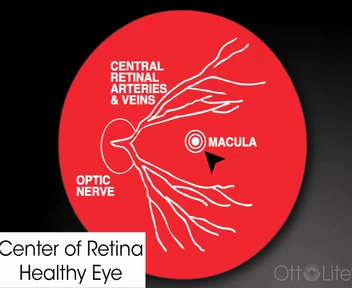 CENTRAL
RETINAL
ARTERIES
& VEINS
MACULA
OPTIC
NERVE
Center of Retina
Healthy Eye
OttLite